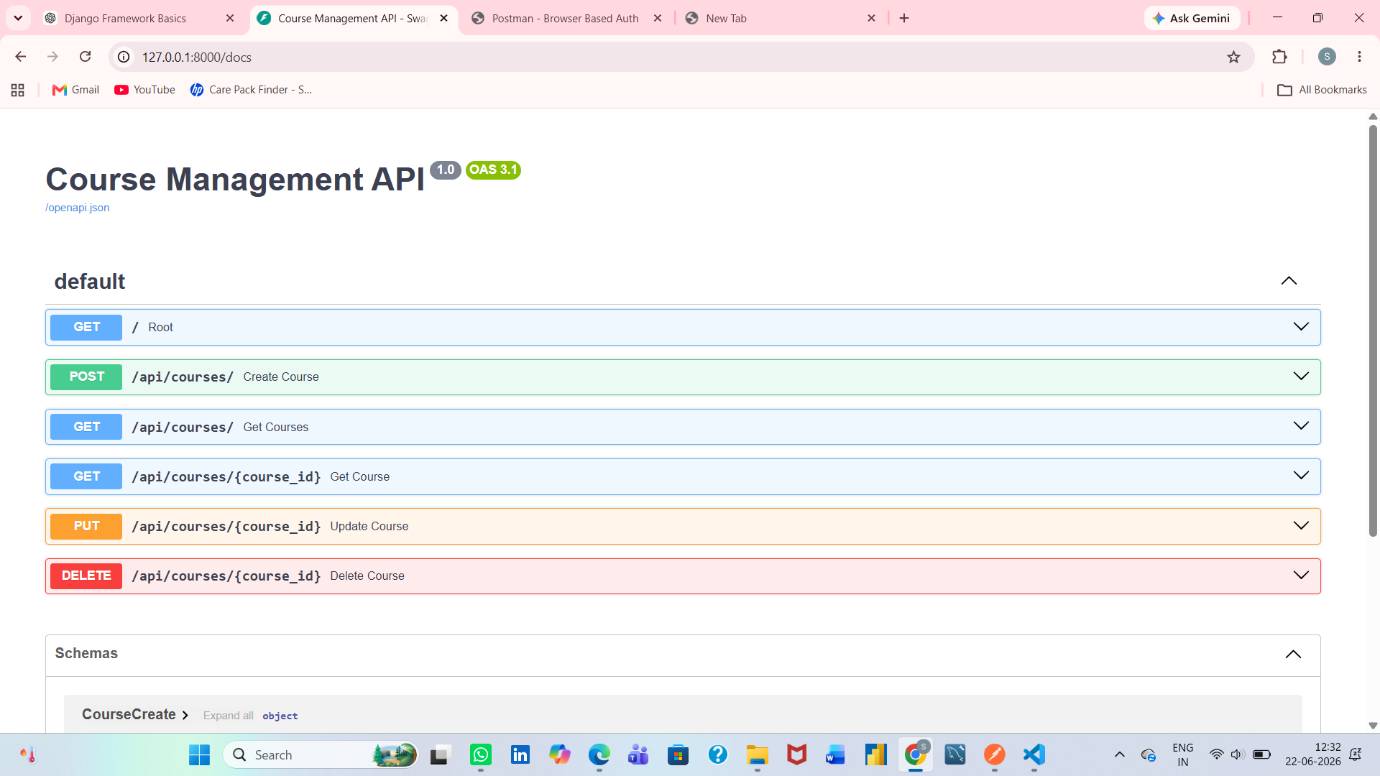 Django Framework Basics
Course Management API - Swa
Postman - Browser Based Auth
New Tab
Ask Gemini
127.0.0.1:8000/docs
S
Gmail
YouTube
Care Pack Finder - S...
All Bookmarks
Course Management API 1.0 OAS 3.1
/openapi.json
default
GET / Root
POST /api/courses/ Create Course
GET /api/courses/ Get Courses
GET /api/courses/{course_id} Get Course
PUT /api/courses/{course_id} Update Course
DELETE /api/courses/{course_id} Delete Course
Schemas
CourseCreate Expand all object
Search
ENG
IN
12:32
22-06-2026